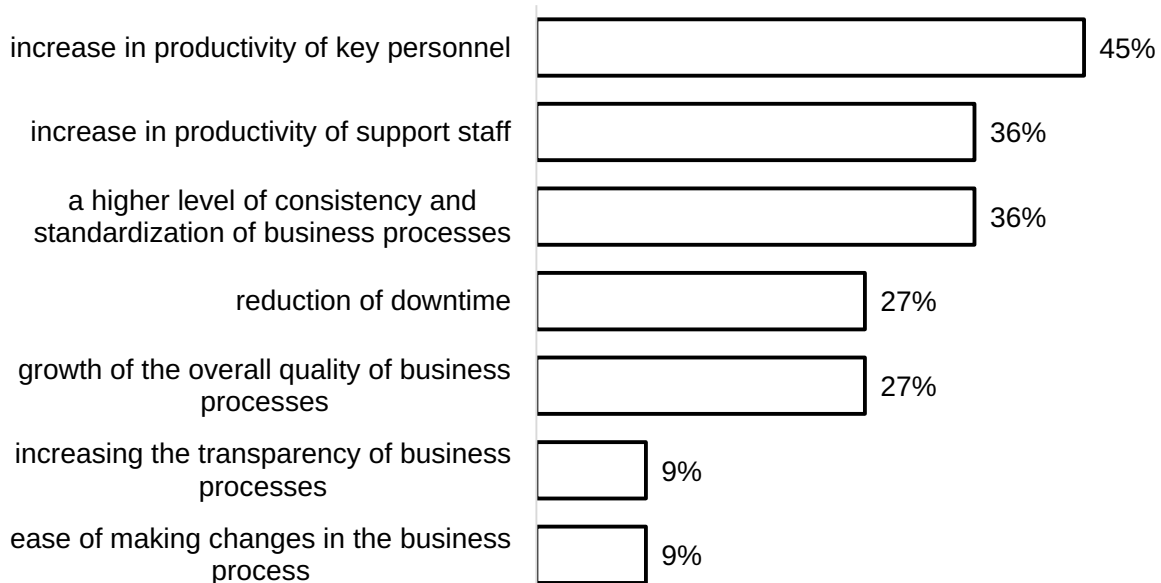 increase in productivity of key personnel 45%
increase in productivity of support staff 36%
a higher level of consistency and
standardization of business processes 36%
reduction of downtime 27%
growth of the overall quality of business
processes 27%
increasing the transparency of business
processes 9%
ease of making changes in the business
process 9%